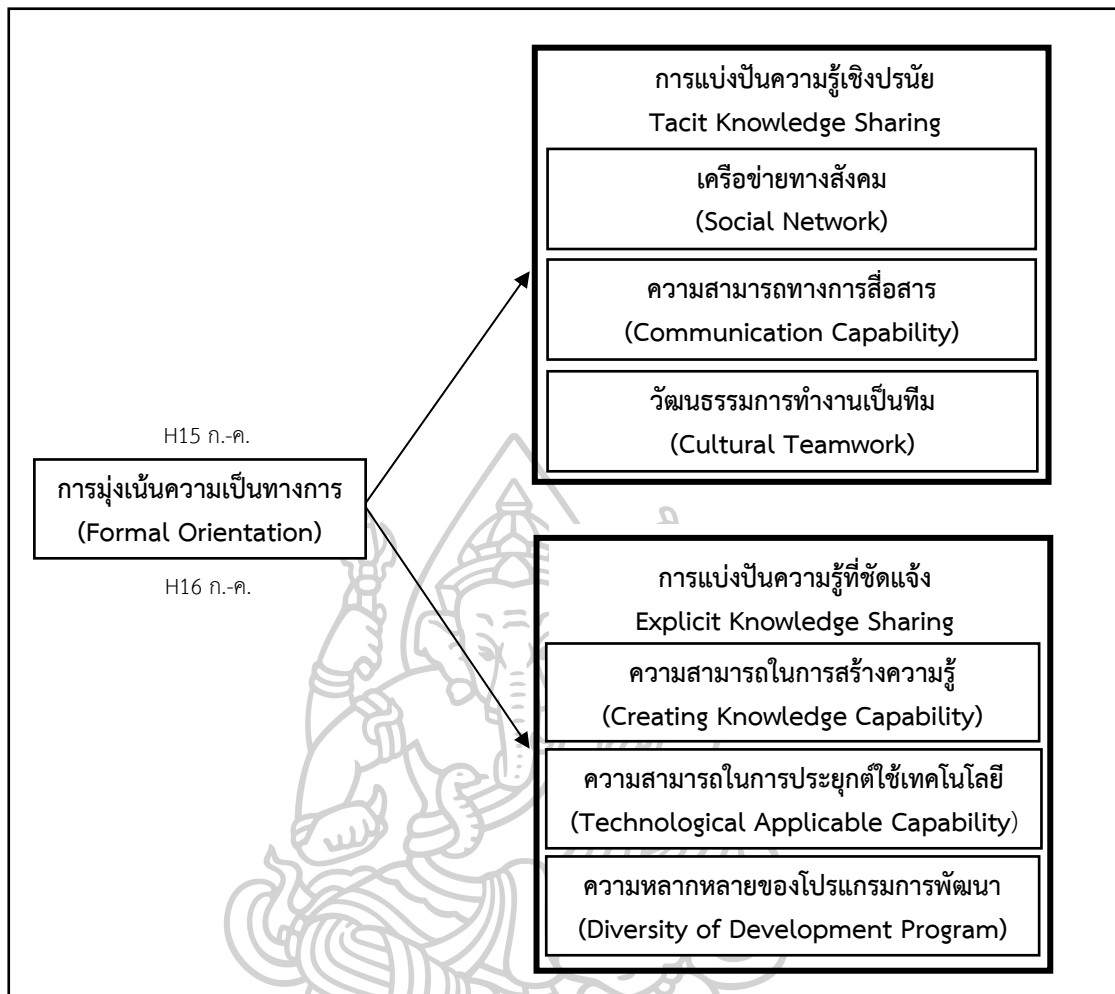 การแบ่งปันความรู้เชิงปรนัย
Tacit Knowledge Sharing
เครือข่ายทางสังคม
(Social Network)
ความสามารถทางการสื่อสาร
(Communication Capability)
วัฒนธรรมการทำงานเป็นทีม
(Cultural Teamwork)
H15 ก.-ค.
การมุ่งเน้นความเป็นทางการ
(Formal Orientation)
H16 ก.-ค.
การแบ่งปันความรู้ที่ชัดแจ้ง
Explicit Knowledge Sharing
ความสามารถในการสร้างความรู้
(Creating Knowledge Capability)
ความสามารถในการประยุกต์ใช้เทคโนโลยี
(Technological Applicable Capability)
ความหลากหลายของโปรแกรมการพัฒนา
(Diversity of Development Program)